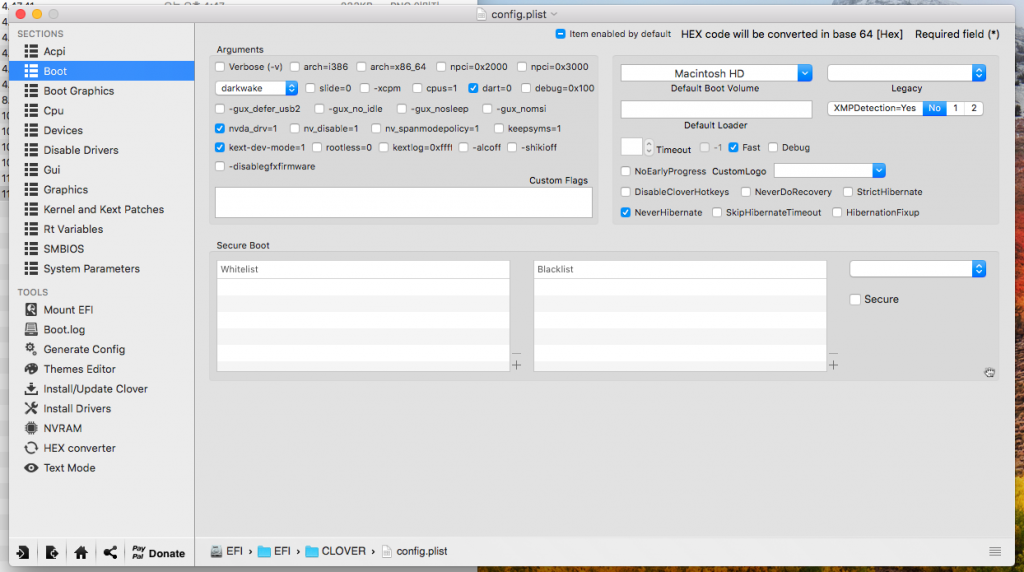 config.plist
SECTIONS
Acpi
Boot
Boot Graphics
Cpu
Devices
Disable Drivers
Gui
Graphics
Kernel and Kext Patches
Rt Variables
SMBIOS
System Parameters
TOOLS
Mount EFI
Boot.log
Generate Config
Themes Editor
Install/Update Clover
Install Drivers
NVRAM
HEX converter
Text Mode
Pay Pal Donate
Item enabled by default HEX code will be converted in base 64 [Hex] Required field (*)
Arguments
Verbose (-v) arch=i386 arch=x86_64 npci=0x2000 npci=0x3000
darkwake slide=0 -xcpm cpus=1 dart=0 debug=0x100
-gux_defer_usb2 -gux_no_idle -gux_nosleep -gux_nomsi
nvda_drv=1 nv_disable=1 nv_spanmodepolicy=1 keepsyms=1
kext-dev-mode=1 rootless=0 kextlog=0xffff -alcoff -shikioff
-disablegfxfirmware
Custom Flags
Macintosh HD
Default Boot Volume Legacy
XMPDetection=Yes No 1 2
Default Loader
Timeout -1 Fast Debug
NoEarlyProgress CustomLogo
DisableCloverHotkeys NeverDoRecovery StrictHibernate
NeverHibernate SkipHibernateTimeout HibernationFixup
Secure Boot
Whitelist Blacklist
Secure
EFI › EFI › CLOVER › config.plist